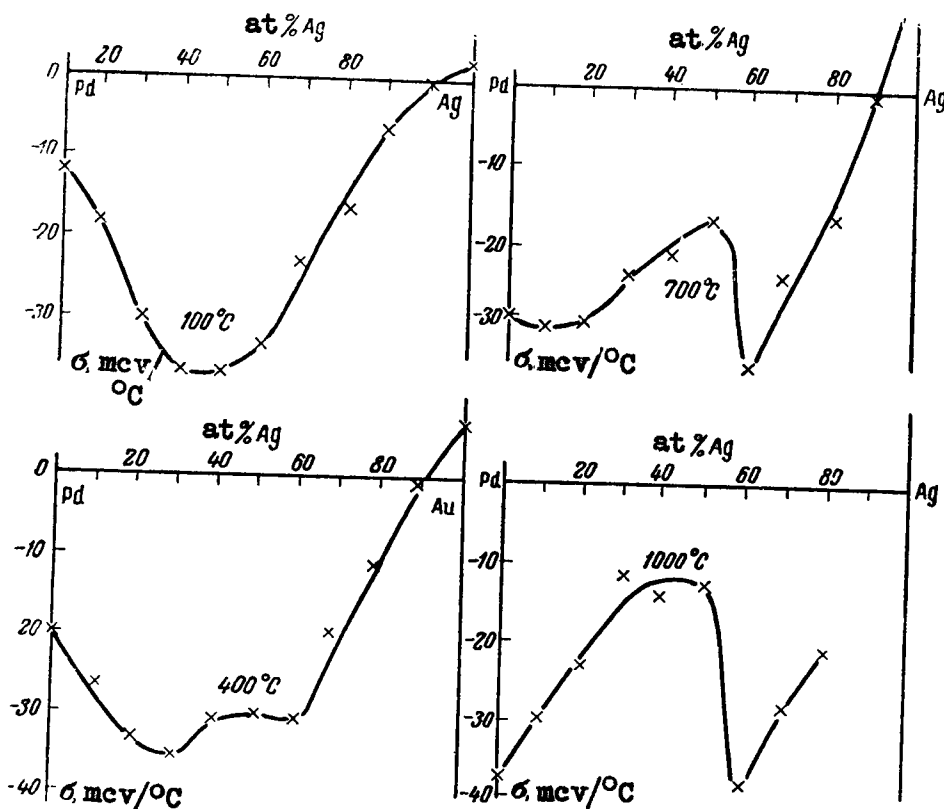 at % Ag
20 40 60 80
0
Pd
Ag
-10
-20
-30
100°C
σ, mcv
°C
at % Ag
20 40 60 80
Pd
Ag
-10
-20
-30
700°C
σ, mcv/°C
at % Ag
20 40 60 80
0
Pd
Au
-10
20
-30
-40
400°C
σ, mcv/°C
at % Ag
20 40 60 80
Pd
Ag
-10
-20
-30
-40
1000°C
σ, mcv/°C